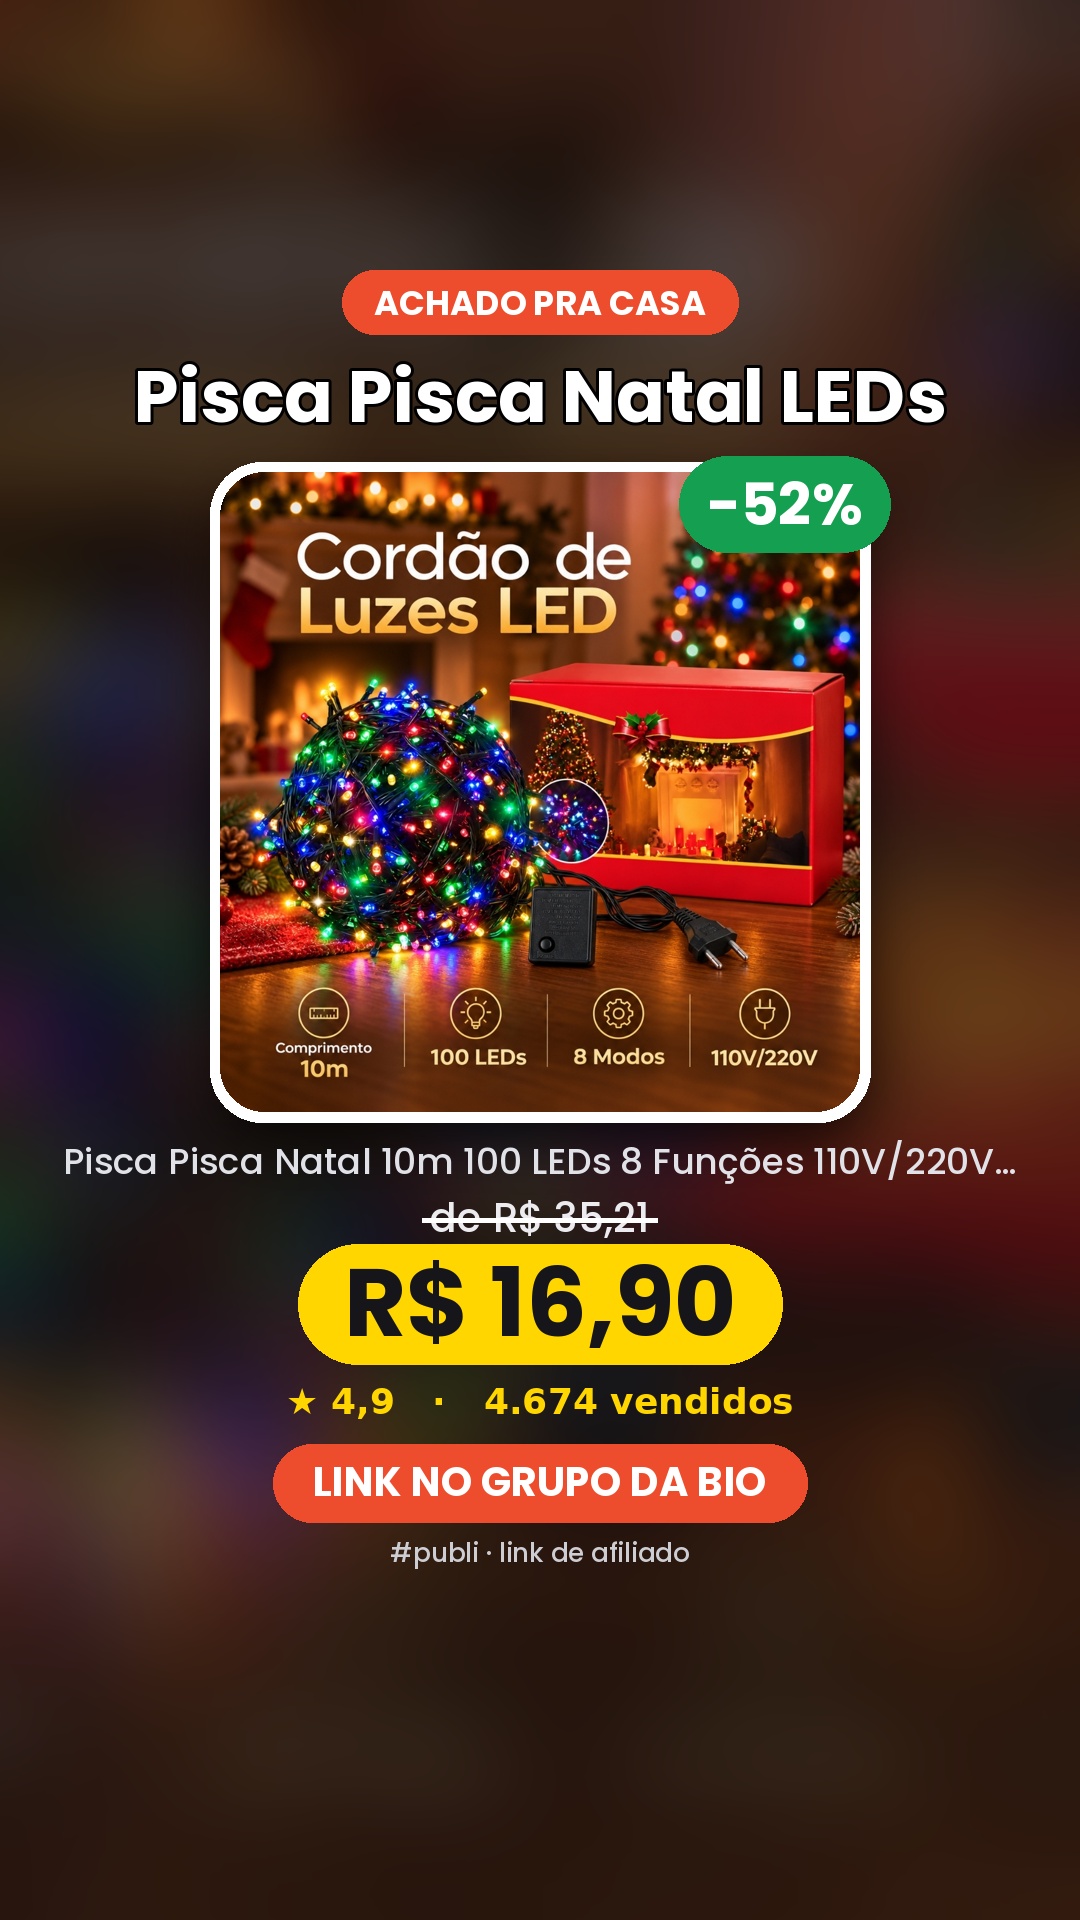 ACHADO PRA CASA
Pisca Pisca Natal LEDs
-52%
Cordão de
Luzes LED
Comprimento
10m
100 LEDs
8 Modos
110V/220V
Pisca Pisca Natal 10m 100 LEDs 8 Funções 110V/220V...
de R$ 35,21
R$ 16,90
★ 4,9 · 4.674 vendidos
LINK NO GRUPO DA BIO
#publi · link de afiliado